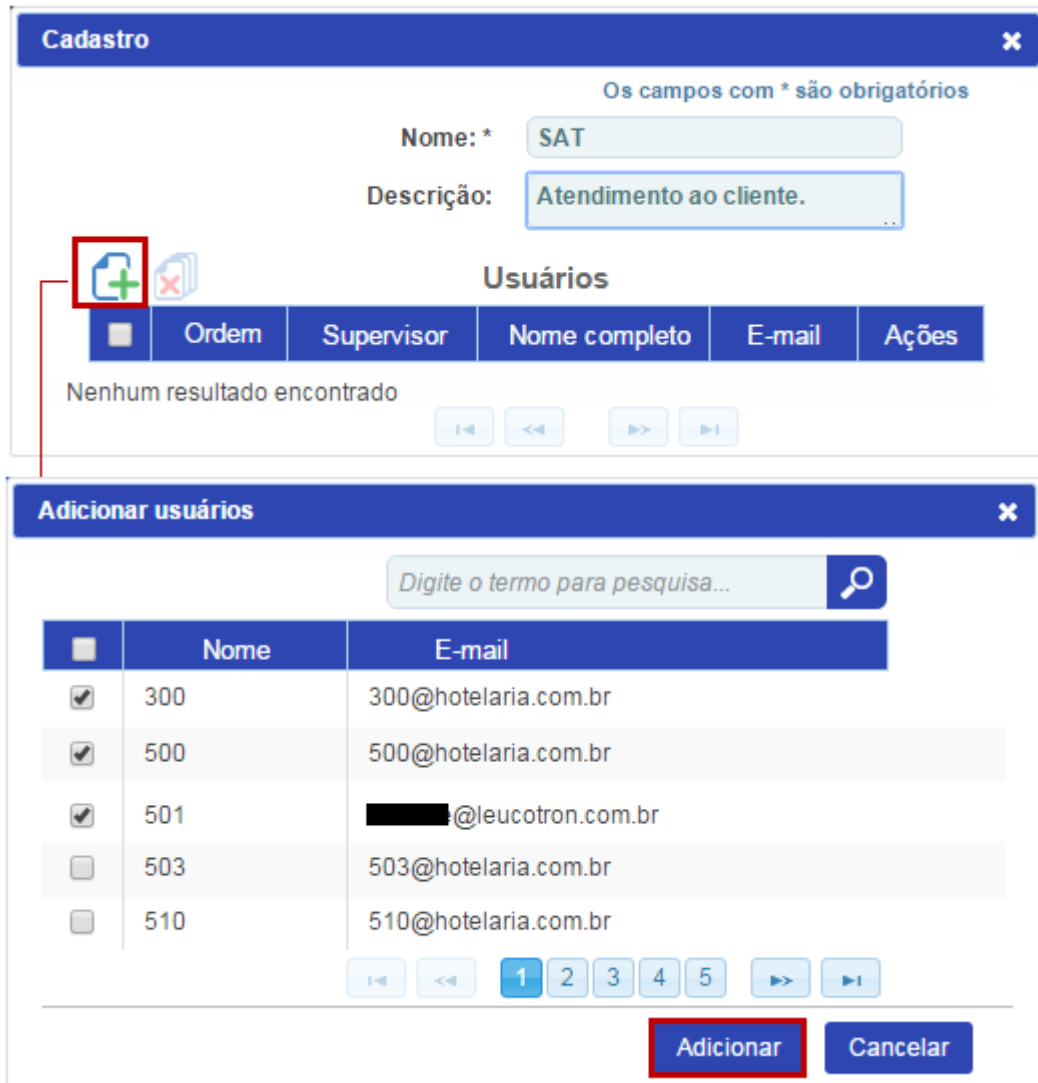 Cadastro
Os campos com * são obrigatórios
Nome: * SAT
Descrição: Atendimento ao cliente.
Usuários
Ordem Supervisor Nome completo E-mail Ações
Nenhum resultado encontrado
Adicionar usuários
Digite o termo para pesquisa...
Nome E-mail
300 300@hotelaria.com.br
500 500@hotelaria.com.br
501 @leucotron.com.br
503 503@hotelaria.com.br
510 510@hotelaria.com.br
1 2 3 4 5
Adicionar Cancelar